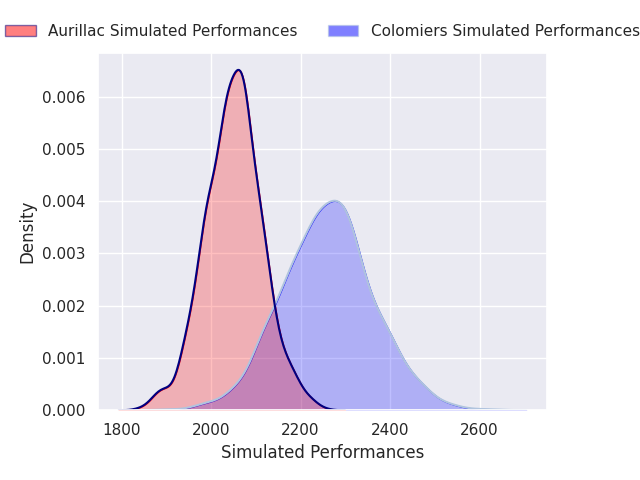 Aurillac Simulated Performances
Colomiers Simulated Performances
0.006
0.005
0.004
0.003
0.002
0.001
0.000
Density
1800 2000 2200 2400 2600
Simulated Performances